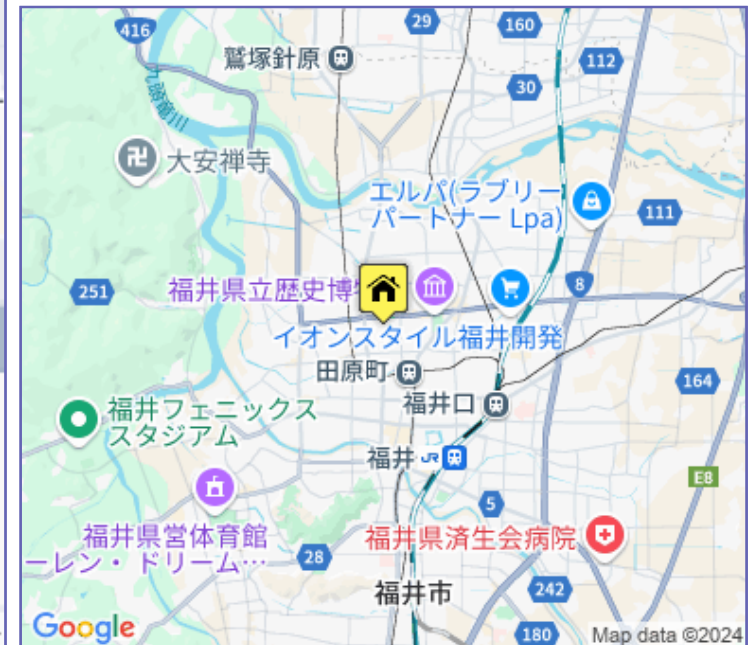 416
29
160
鷲塚針原
112
30
九頭竜川
大安禅寺
エルパ(ラブリー
パートナー Lpa)
111
251
福井県立歴史博
8
イオンスタイル福井開発
田原町
164
福井口
福井フェニックス
スタジアム
福井
JR
E8
5
福井県営体育館
ーレン・ドリーム…
福井県済生会病院
28
福井市
242
180
Google
Map data ©2024